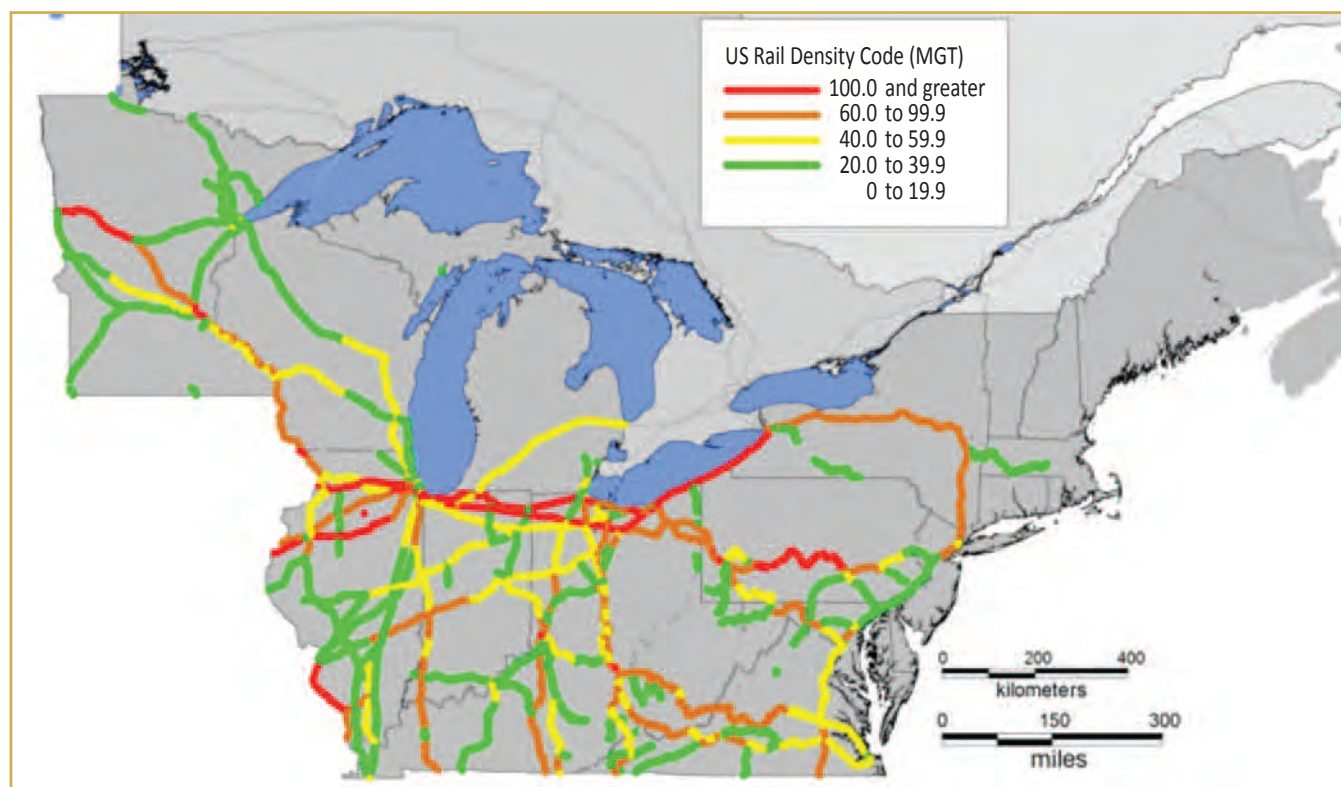 US Rail Density Code (MGT)
100.0 and greater
60.0 to 99.9
40.0 to 59.9
20.0 to 39.9
0 to 19.9
0 200 400
kilometers
0 150 300
miles